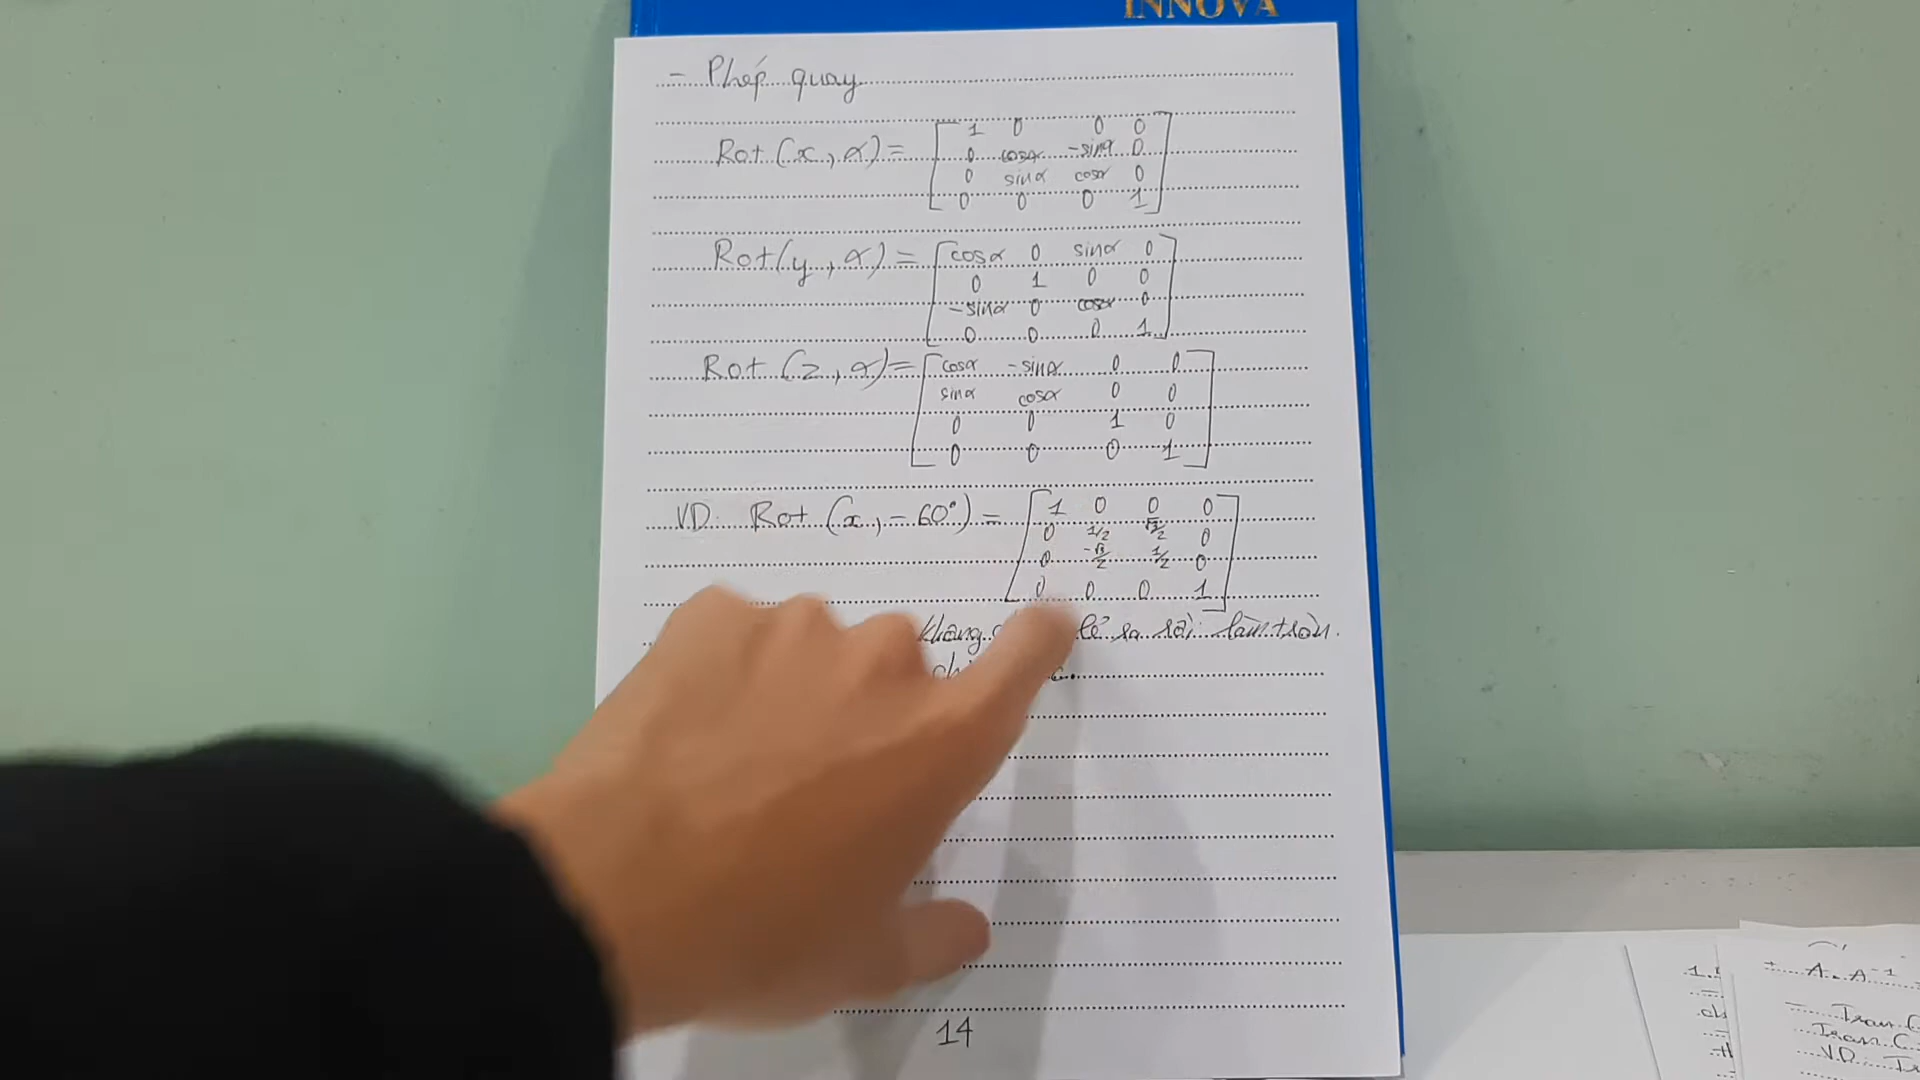 INNOVA
- Phép quay
Rot (x, α) = [1 0 0 0
0 cosα -sinα 0
0 sinα cosα 0
0 0 0 1]
Rot (y, α) = [cosα 0 sinα 0
0 1 0 0
-sinα 0 cosα 0
0 0 0 1]
Rot (z, α) = [cosα -sinα 0 0
sinα cosα 0 0
0 0 1 0
0 0 0 1]
VD. Rot (x, -60°) = [1 0 0 0
0 1/2 √3/2 0
0 -√3/2 1/2 0
0 0 0 1]
không lẻ ra rồi làm tròn.
14
A.A⁻¹
VD: